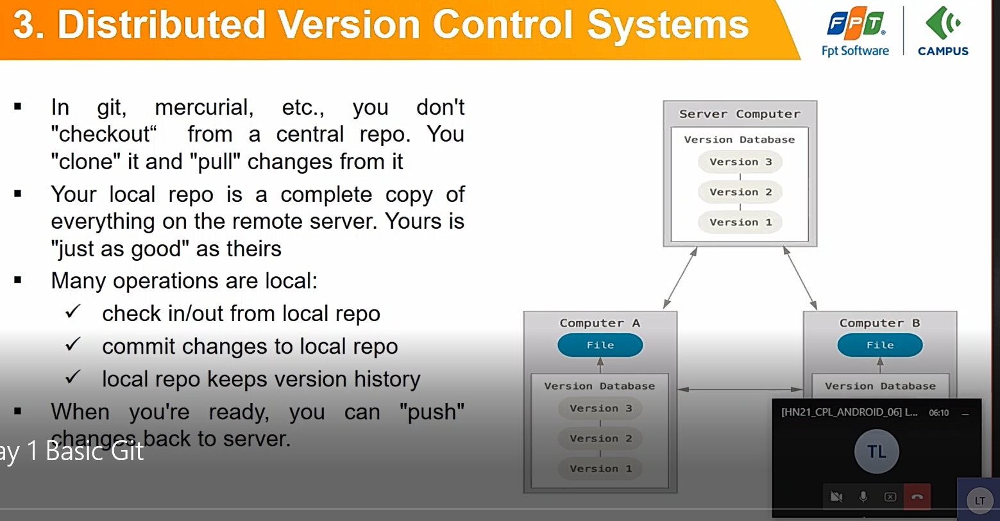 3. Distributed Version Control Systems
FPT
Fpt Software
CAMPUS
▪ In git, mercurial, etc., you don't
"checkout“ from a central repo. You
"clone" it and "pull" changes from it
▪ Your local repo is a complete copy of
everything on the remote server. Yours is
"just as good" as theirs
▪ Many operations are local:
✓ check in/out from local repo
✓ commit changes to local repo
✓ local repo keeps version history
▪ When you're ready, you can "push"
changes back to server.
ay 1 Basic Git
Server Computer
Version Database
Version 3
Version 2
Version 1
Computer A
File
Version Database
Version 3
Version 2
Version 1
Computer B
File
Version Database
[HN21_CPL_ANDROID_06] L... 06:10
TL
LT